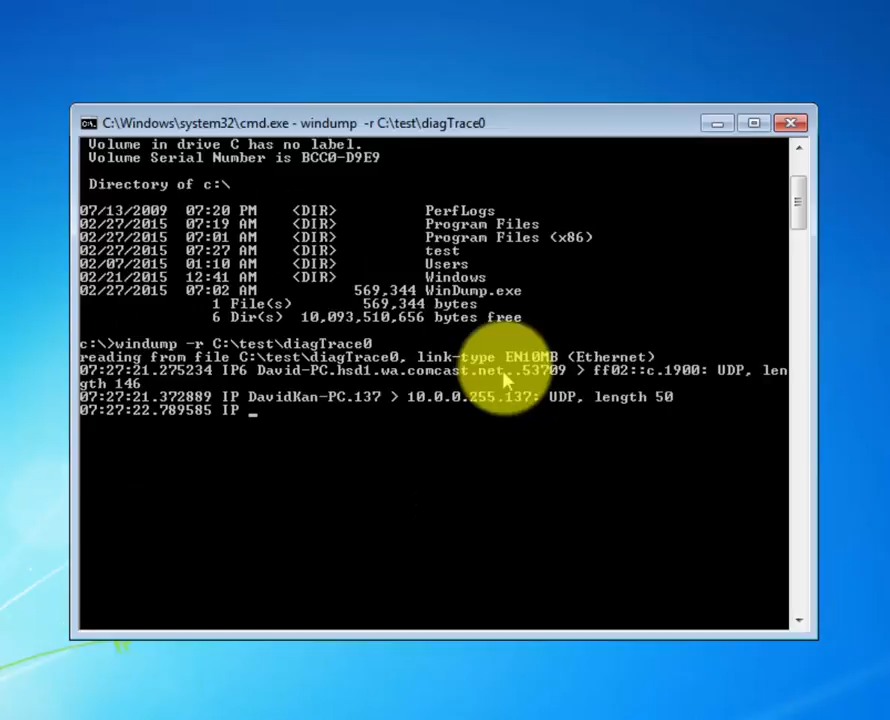 C:\Windows\system32\cmd.exe - windump  -r C:\test\diagTrace0
Volume in drive C has no label.
Volume Serial Number is BCC0-D9E9
Directory of c:\
07/13/2009  07:20 PM    <DIR>          PerfLogs
02/27/2015  07:19 AM    <DIR>          Program Files
02/27/2015  07:01 AM    <DIR>          Program Files (x86)
02/27/2015  07:27 AM    <DIR>          test
02/07/2015  01:10 AM    <DIR>          Users
02/21/2015  12:41 AM    <DIR>          Windows
02/27/2015  07:02 AM           569,344 WinDump.exe
1 File(s)        569,344 bytes
6 Dir(s)  10,093,510,656 bytes free
c:\>windump -r C:\test\diagTrace0
reading from file C:\test\diagTrace0, link-type EN10MB (Ethernet)
07:27:21.275234 IP6 David-PC.hsd1.wa.comcast.net..53709 > ff02::c.1900: UDP, len
gth 146
07:27:21.372889 IP DavidKan-PC.137 > 10.0.0.255.137: UDP, length 50
07:27:22.789585 IP _